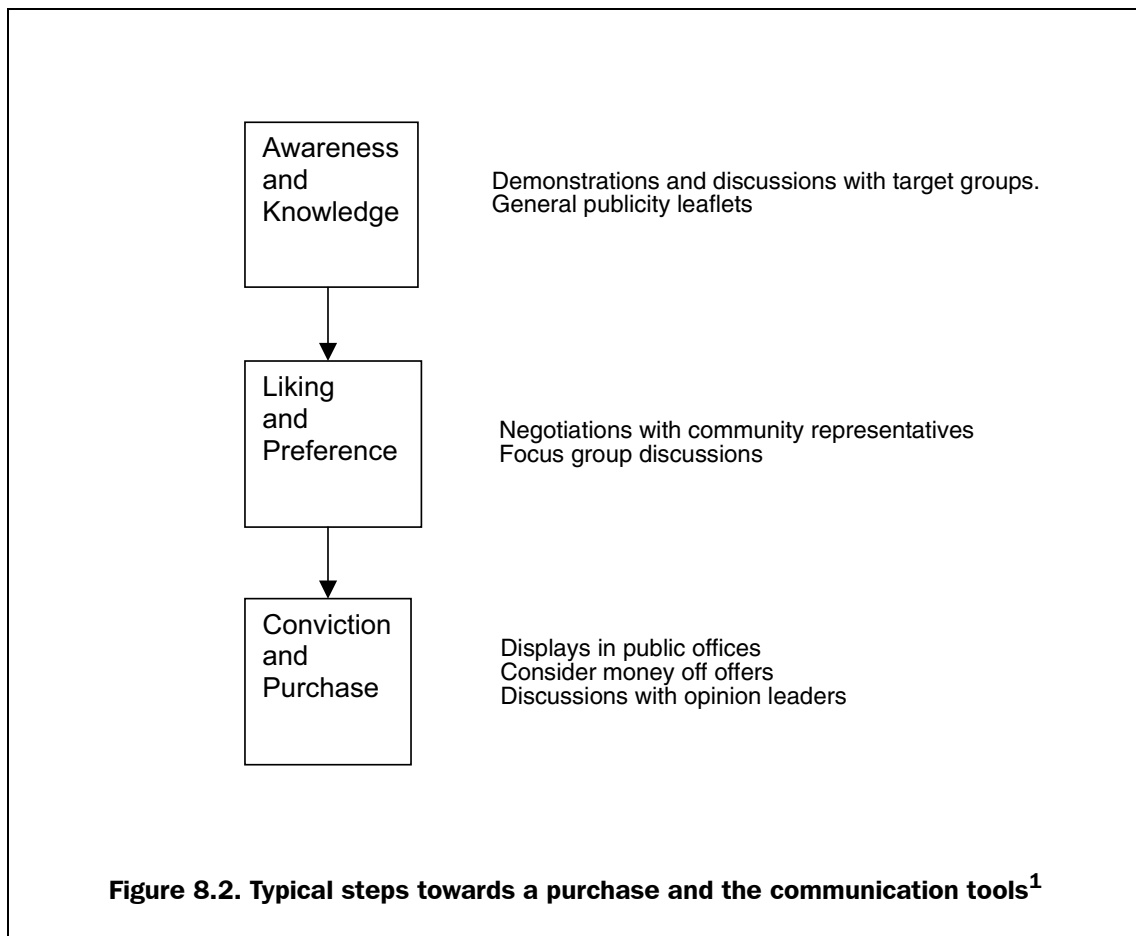 Awareness
and
Knowledge
Demonstrations and discussions with target groups.
General publicity leaflets
Liking
and
Preference
Negotiations with community representatives
Focus group discussions
Conviction
and
Purchase
Displays in public offices
Consider money off offers
Discussions with opinion leaders
Figure 8.2. Typical steps towards a purchase and the communication tools1